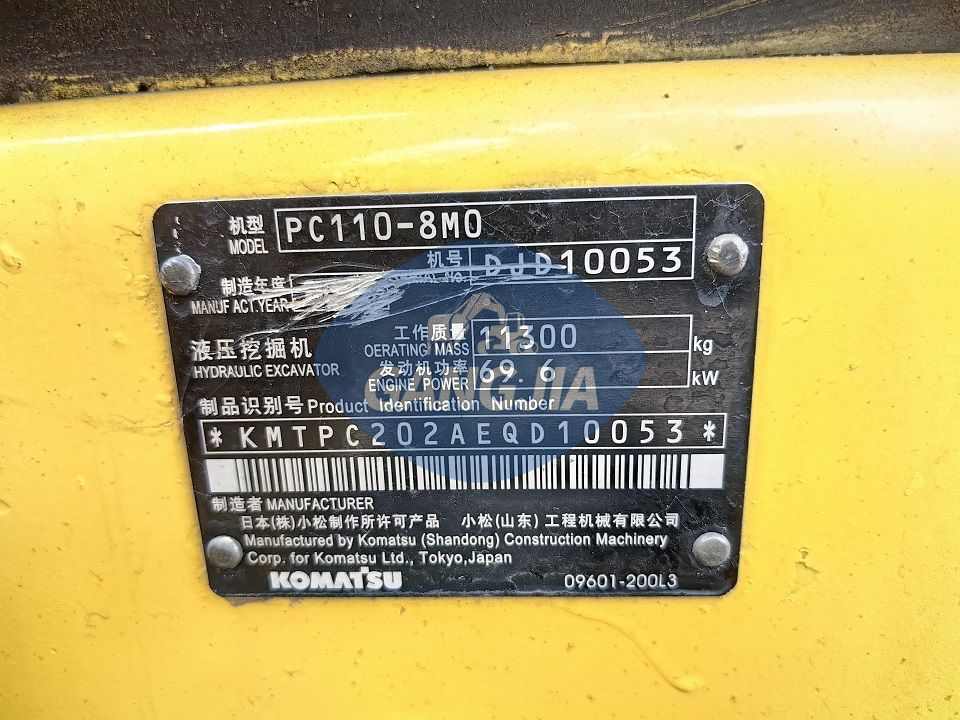 机型 MODEL PC110-8M0
机号 DJD10053
制造年度
MANUFACT.YEAR
液压挖掘机
HYDRAULIC EXCAVATOR
工作质量
OERATING MASS 11300 kg
发动机功率
ENGINE POWER 69.6 kW
制品识别号 Product Identification Number
*KMTPC202AEQD10053*
制造者 MANUFACTURER
日本(株)小松制作所许可产品 小松(山东)工程机械有限公司
Manufactured by Komatsu (Shandong) Construction Machinery
Corp. for Komatsu Ltd., Tokyo,Japan
KOMATSU 09601-200L3